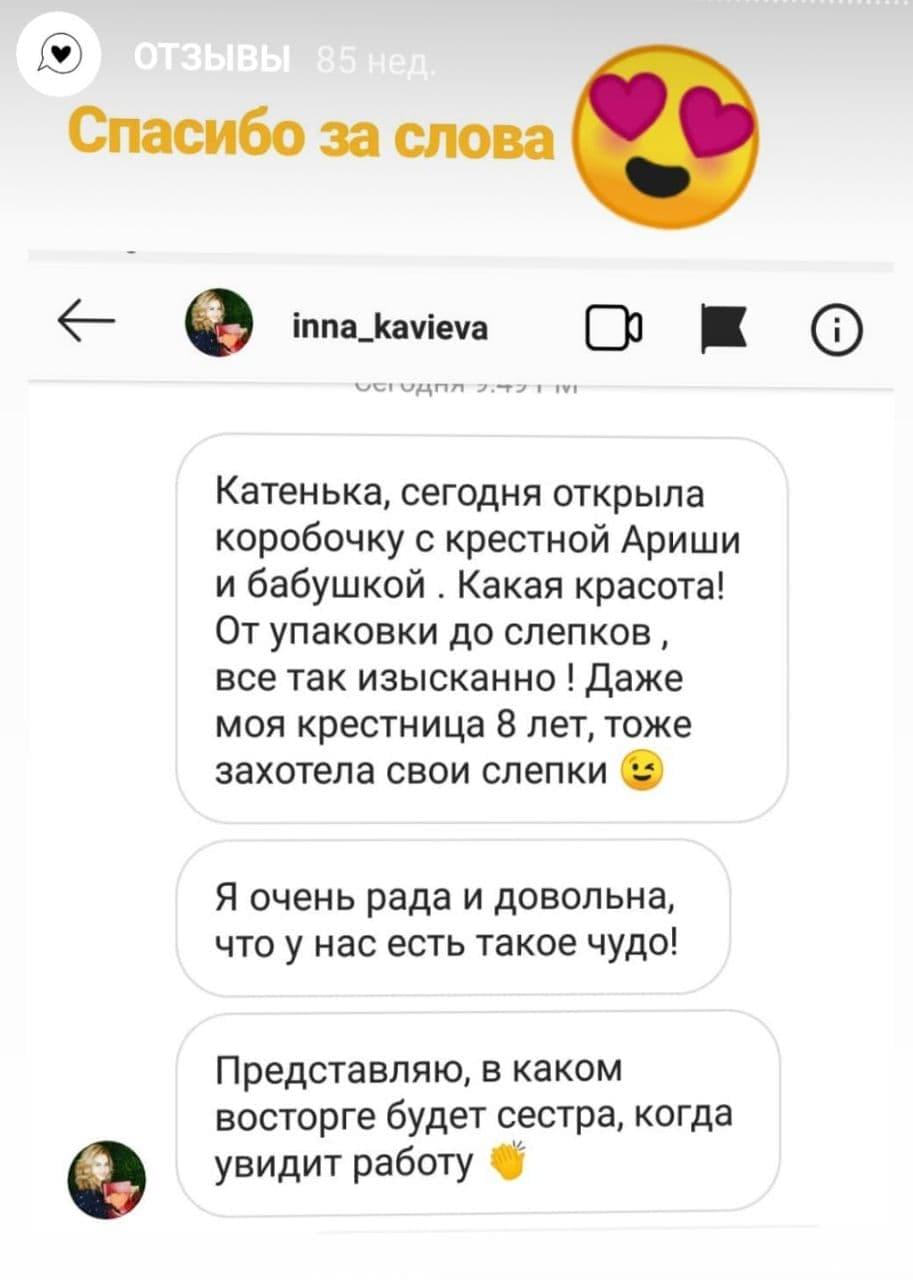 ОТЗЫВЫ 85 нед.
Спасибо за слова
inna_kavieva
Катенька, сегодня открыла
коробочку с крестной Ариши
и бабушкой . Какая красота!
От упаковки до слепков ,
все так изысканно ! Даже
моя крестница 8 лет, тоже
захотела свои слепки 😉
Я очень рада и довольна,
что у нас есть такое чудо!
Представляю, в каком
восторге будет сестра, когда
увидит работу 👏